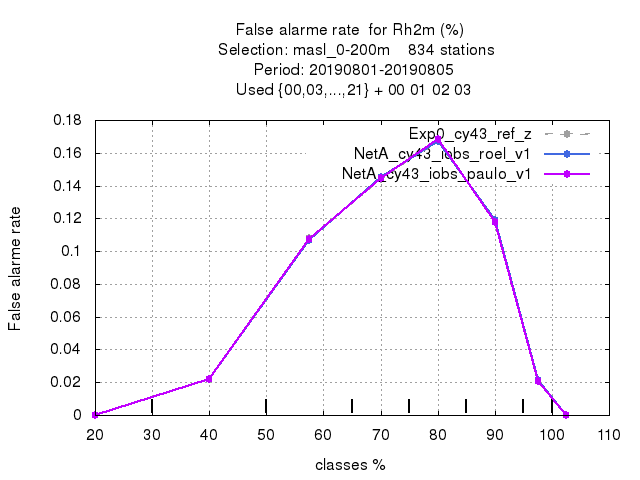 False alarme rate  for Rh2m (%)
Selection: masl_0-200m    834 stations
Period: 20190801-20190805
Used {00,03,...,21} + 00 01 02 03
Exp0_cy43_ref_z
NetA_cy43_iobs_roel_v1
NetA_cy43_iobs_paulo_v1
0.18
0.16
0.14
0.12
0.1
0.08
0.06
0.04
0.02
0
False alarme rate
20 30 40 50 60 70 80 90 100 110
classes %